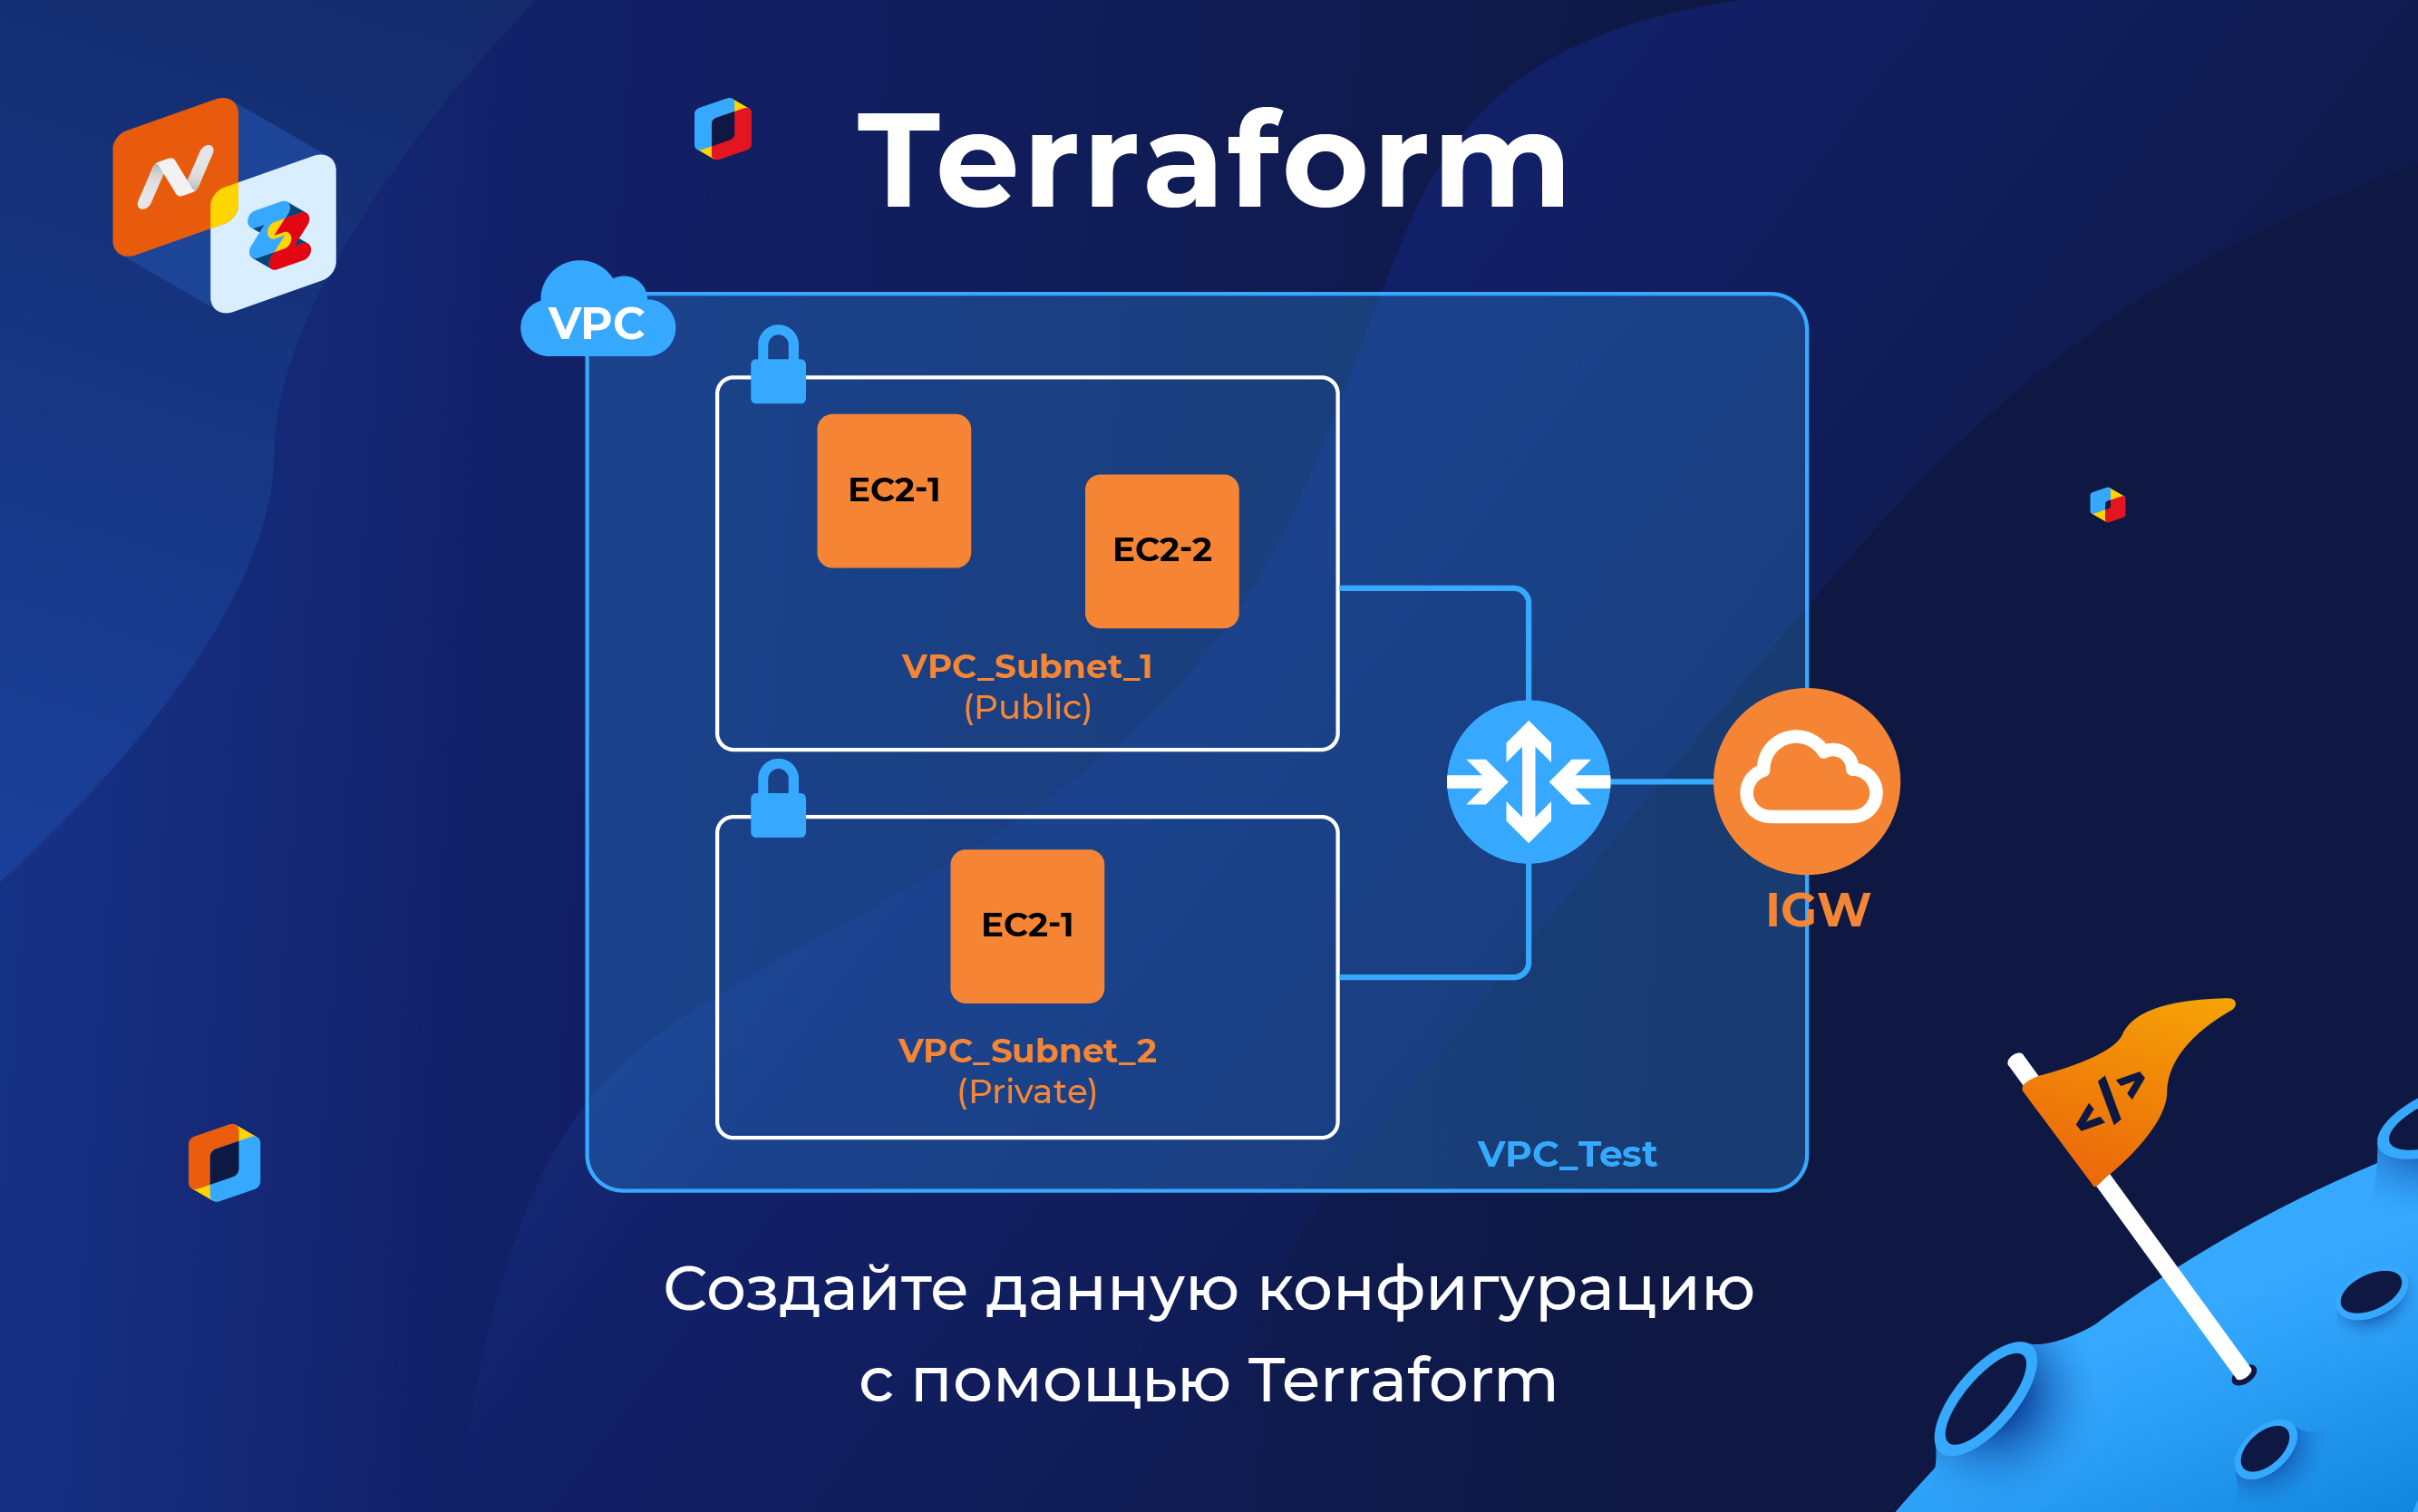 Terraform
VPC
EC2-1
EC2-2
VPC_Subnet_1
(Public)
EC2-1
VPC_Subnet_2
(Private)
IGW
VPC_Test
</>
Создайте данную конфигурацию
с помощью Terraform